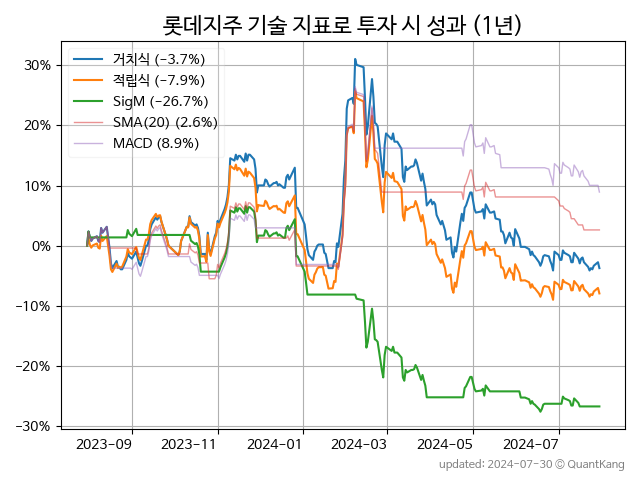 롯데지주 기술 지표로 투자 시 성과 (1년)
거치식 (−3.7%)
적립식 (−7.9%)
SigM (−26.7%)
SMA(20) (2.6%)
MACD (8.9%)
30%
20%
10%
0%
−10%
−20%
−30%
2023-09 2023-11 2024-01 2024-03 2024-05 2024-07
updated: 2024-07-30 © QuantKang